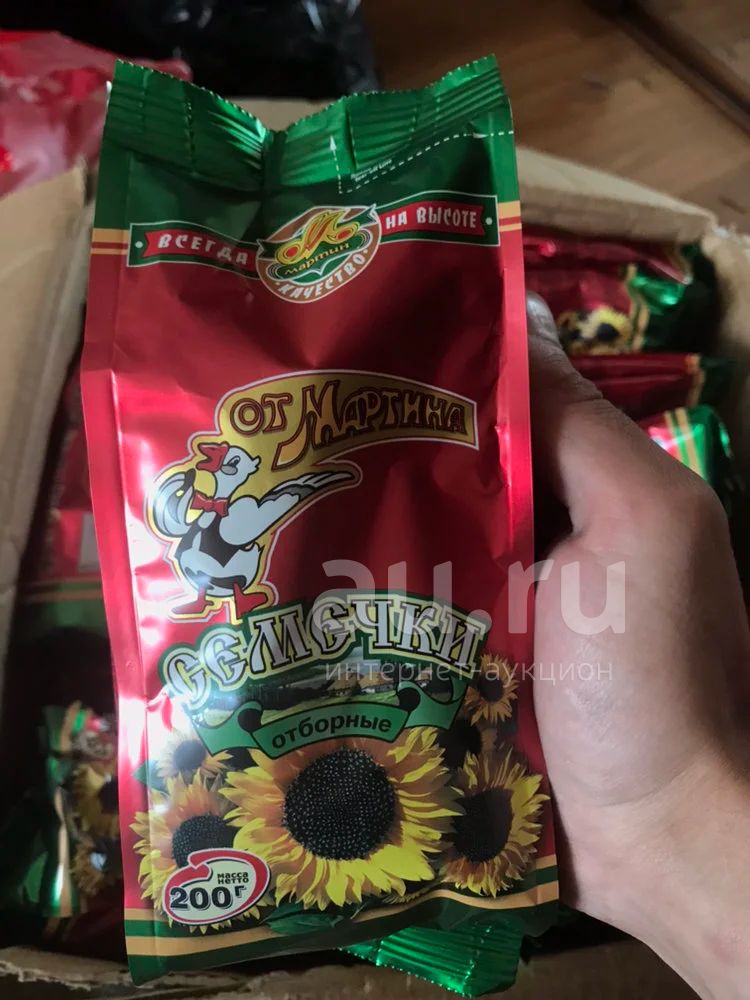 ВСЕГДА
НА ВЫСОТЕ
мартин
КАЧЕСТВО
ОТ МАРТИНА
au.ru
интернет-аукцион
СЕМЕЧКИ
отборные
масса
нетто
200г